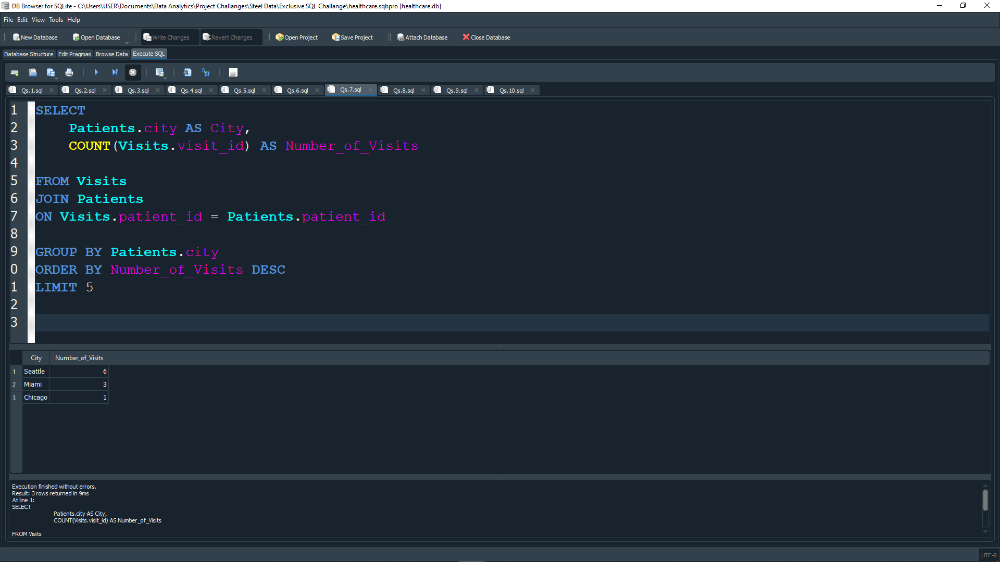 DB Browser for SQLite - C:\Users\USER\Documents\Data Analytics\Project Challanges\Steel Data\Exclusive SQL Challange\healthcare.sqbpro [healthcare.db]
File Edit View Tools Help
New Database Open Database Write Changes Revert Changes Open Project Save Project Attach Database Close Database
Database Structure Edit Pragmas Browse Data Execute SQL
Qs.1.sql Qs.2.sql Qs.3.sql Qs.4.sql Qs.5.sql Qs.6.sql Qs.7.sql Qs.8.sql Qs.9.sql Qs.10.sql
1 SELECT
2 Patients.city AS City,
3 COUNT(Visits.visit_id) AS Number_of_Visits
4
5 FROM Visits
6 JOIN Patients
7 ON Visits.patient_id = Patients.patient_id
8
9 GROUP BY Patients.city
0 ORDER BY Number_of_Visits DESC
1 LIMIT 5
2
3
City Number_of_Visits
1 Seattle 6
2 Miami 3
3 Chicago 1
Execution finished without errors.
Result: 3 rows returned in 9ms
At line 1:
SELECT
Patients.city AS City,
COUNT(Visits.visit_id) AS Number_of_Visits
FROM Visits
UTF-8